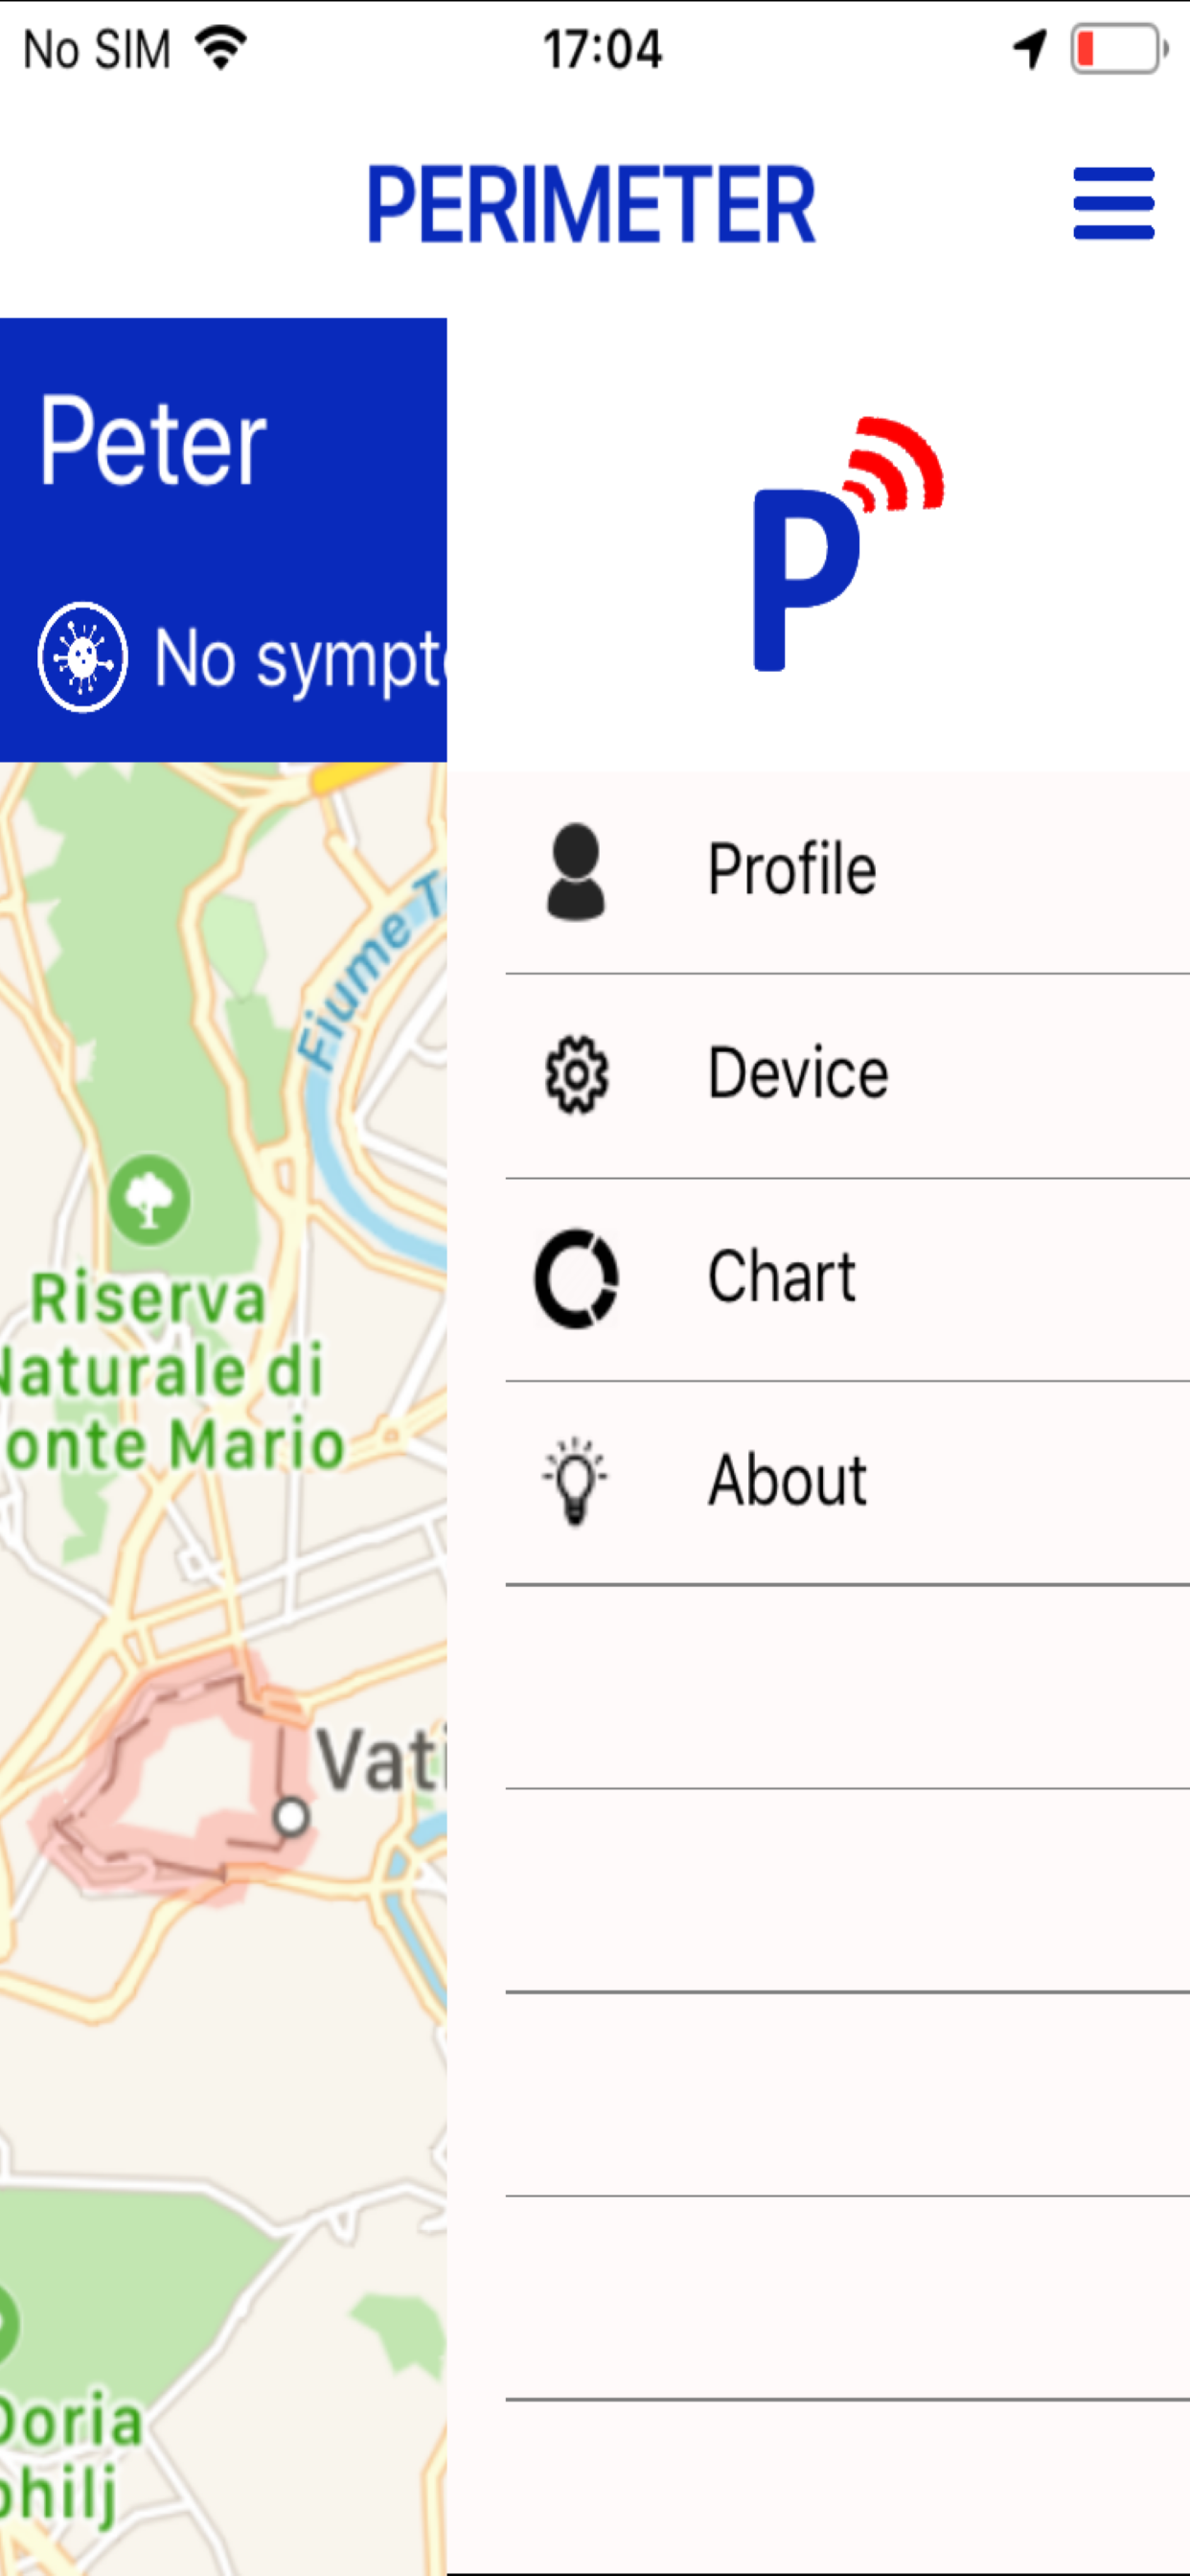 No SIM 17:04
PERIMETER
Peter
No sympt
P
Profile
Device
Chart
About
Fiume T
Riserva
Naturale di
onte Mario
Vati
Doria
philj